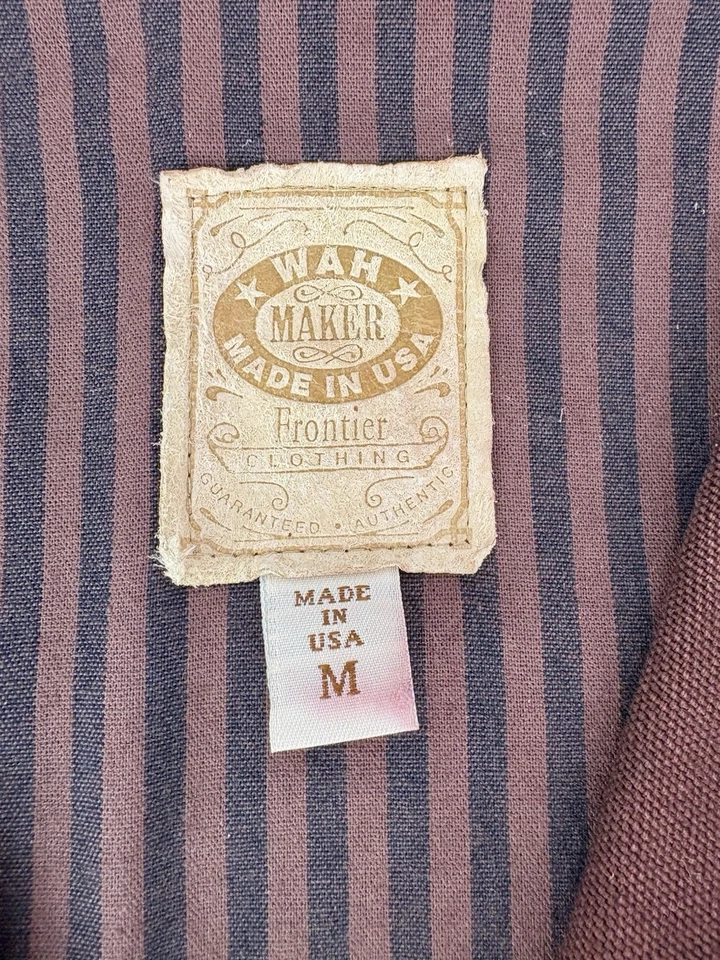 WAH
MAKER
MADE IN USA
Frontier
CLOTHING
GUARANTEED • AUTHENTIC
MADE
IN
USA
M